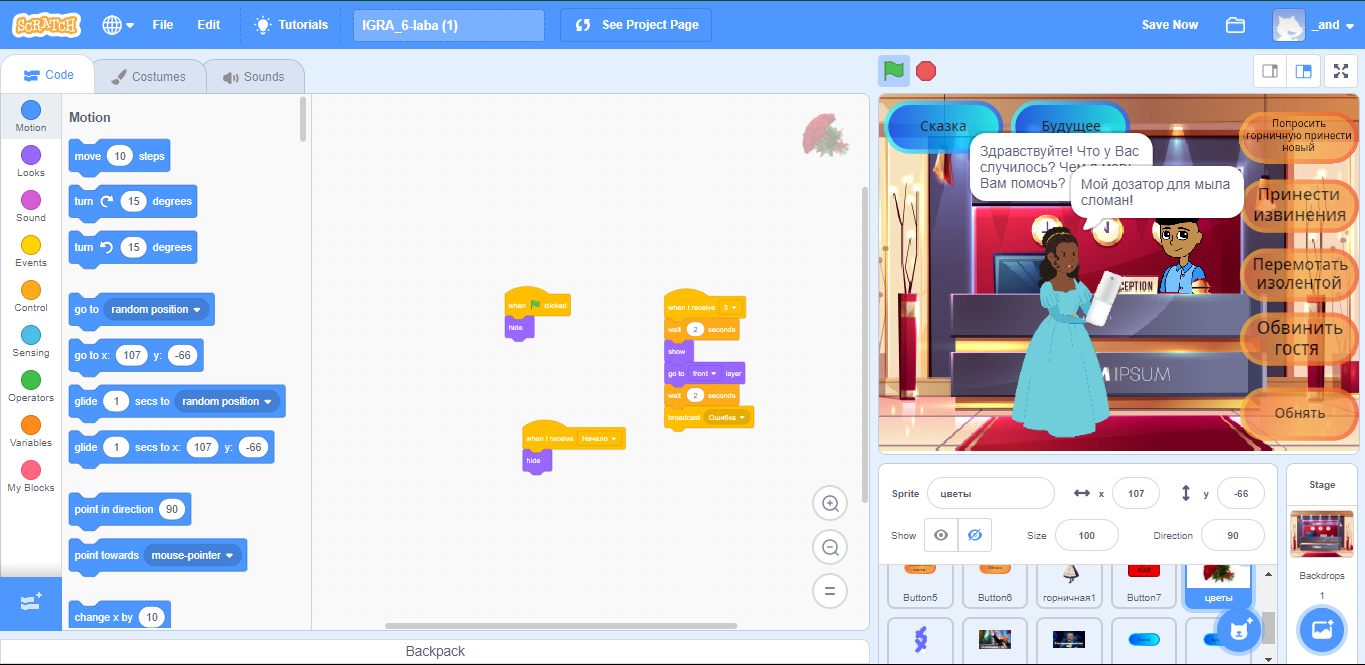 SCRATCH
File
Edit
Tutorials
IGRA_6-laba (1)
See Project Page
Save Now
_and
Code
Costumes
Sounds
Motion
Looks
Sound
Events
Control
Sensing
Operators
Variables
My Blocks
Motion
move 10 steps
turn 15 degrees
turn 15 degrees
go to random position
go to x: 107 y: -66
glide 1 secs to random position
glide 1 secs to x: 107 y: -66
point in direction 90
point towards mouse-pointer
change x by 10
when clicked
hide
when I receive Начало
hide
when I receive 3
wait 2 seconds
show
go to front layer
wait 2 seconds
broadcast Ошибка
Backpack
Сказка
Будущее
Здравствуйте! Что у Вас
случилось? Чем я могу
Вам помочь?
Мой дозатор для мыла
сломан!
Попросить
горничную принести
новый
Принести
извинения
Перемотать
изолентой
Обвинить
гостя
Обнять
IPSUM
Sprite цветы x 107 y -66
Show Size 100 Direction 90
Button5
Button6
горничная1
Button7
цветы
Stage
Backdrops
1